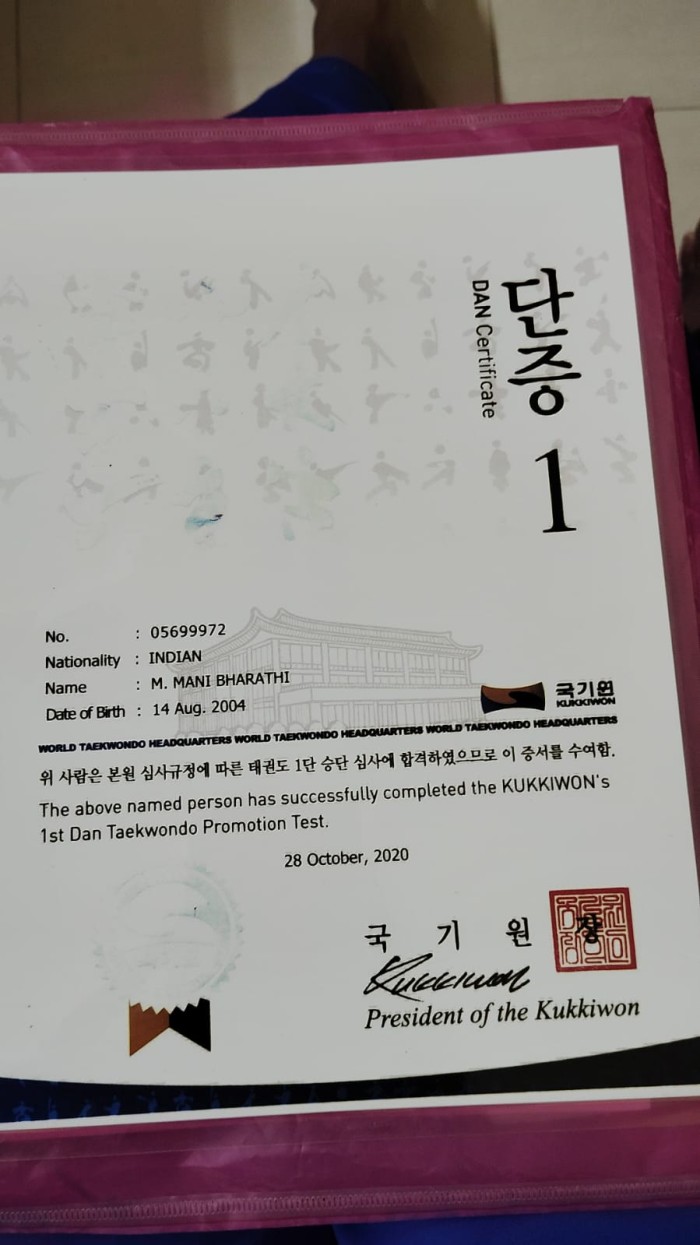 단증
DAN Certificate
1
No. : 05699972
Nationality : INDIAN
Name : M. MANI BHARATHI
Date of Birth : 14 Aug. 2004
국기원
KUKKIWON
WORLD TAEKWONDO HEADQUARTERS WORLD TAEKWONDO HEADQUARTERS WORLD TAEKWONDO HEADQUARTERS
위 사람은 본원 심사규정에 따른 태권도 1단 승단 심사에 합격하였으므로 이 증서를 수여함.
The above named person has successfully completed the KUKKIWON's
1st Dan Taekwondo Promotion Test.
28 October, 2020
국 기 원 장
Kukkiwon
President of the Kukkiwon